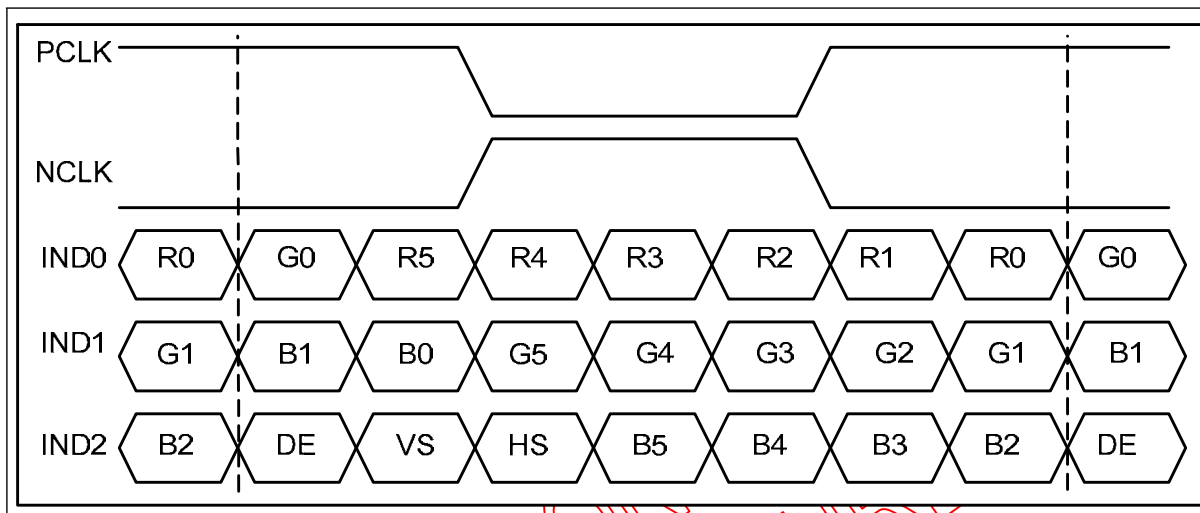 PCLK
NCLK
IND0 R0 G0 R5 R4 R3 R2 R1 R0 G0
IND1 G1 B1 B0 G5 G4 G3 G2 G1 B1
IND2 B2 DE VS HS B5 B4 B3 B2 DE